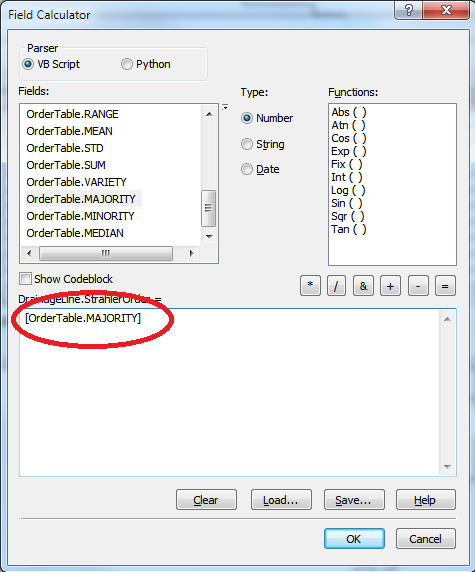 Field Calculator
Parser
VB Script
Python
Fields:
Type:
Functions:
OrderTable.RANGE
OrderTable.MEAN
OrderTable.STD
OrderTable.SUM
OrderTable.VARIETY
OrderTable.MAJORITY
OrderTable.MINORITY
OrderTable.MEDIAN
Number
String
Date
Abs ( )
Atn ( )
Cos ( )
Exp ( )
Fix ( )
Int ( )
Log ( )
Sin ( )
Sqr ( )
Tan ( )
Show Codeblock
* / & + - =
DrainageLine.StrahlerOrder =
[OrderTable.MAJORITY]
Clear Load... Save... Help
OK Cancel